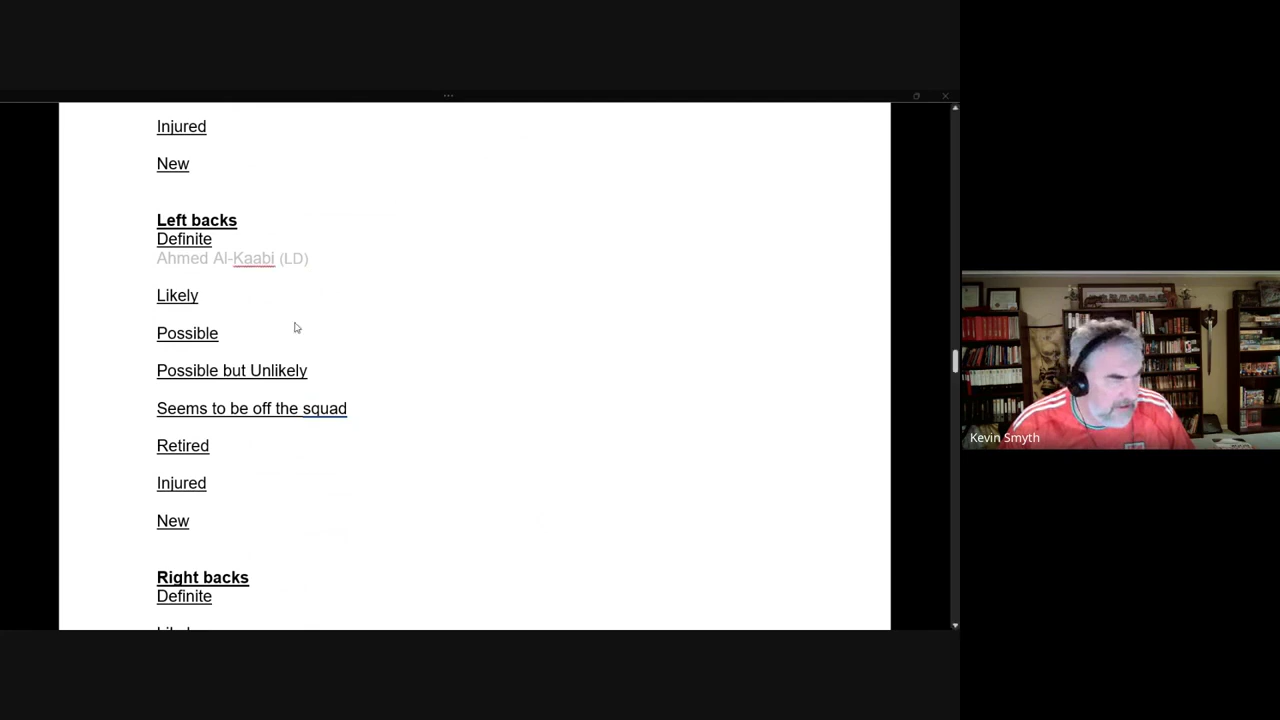 Injured
New
Left backs
Definite
Ahmed Al-Kaabi (LD)
Likely
Possible
Possible but Unlikely
Seems to be off the squad
Retired
Injured
New
Right backs
Definite
Kevin Smyth